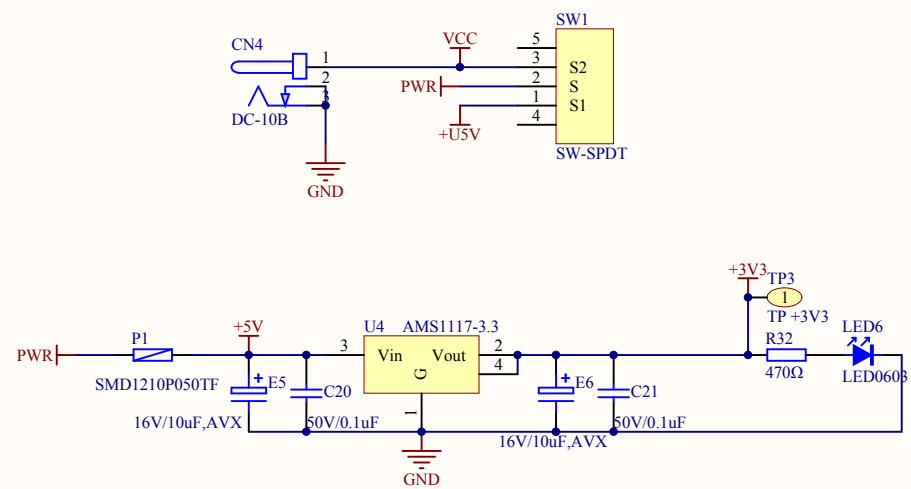 SW1
CN4
VCC
5
1
3
S2
2
PWR
2
S
3
1
S1
DC-10B
+U5V
4
SW-SPDT
GND
+3V3
TP3
1
P1
+5V
U4
AMS1117-3.3
TP +3V3
R32
LED6
PWR
3
Vin
Vout
2
4
G
SMD1210P050TF
E5
C20
1
E6
C21
470Ω
LED0603
16V/10uF,AVX
50V/0.1uF
16V/10uF,AVX
50V/0.1uF
GND